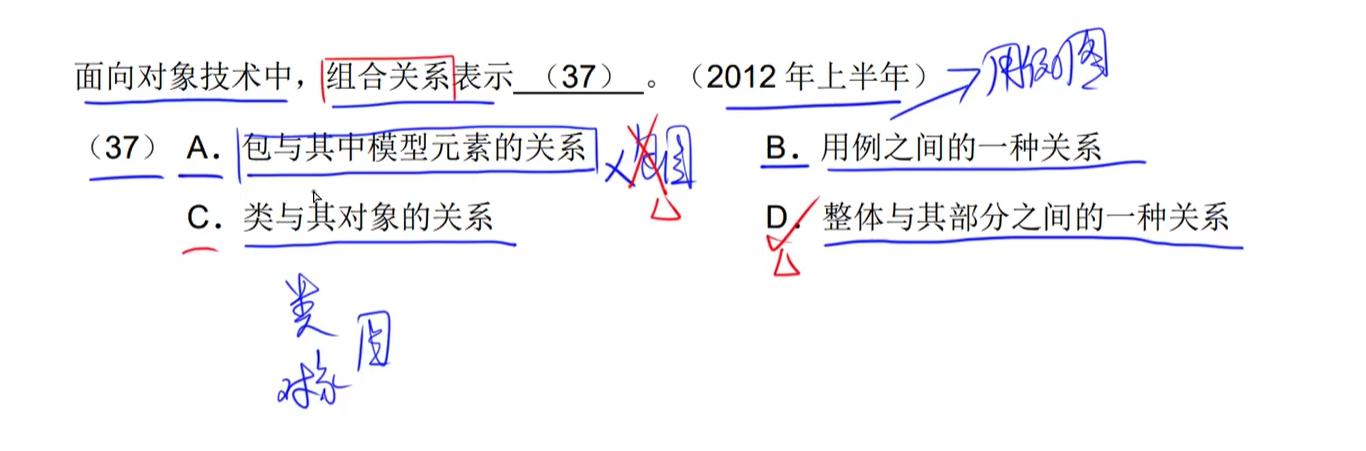 面向对象技术中，组合关系表示 （37） 。（2012 年上半年） 用例图
（37） A． 包与其中模型元素的关系 图 B． 用例之间的一种关系
C． 类与其对象的关系 D． 整体与其部分之间的一种关系
类
图
对象